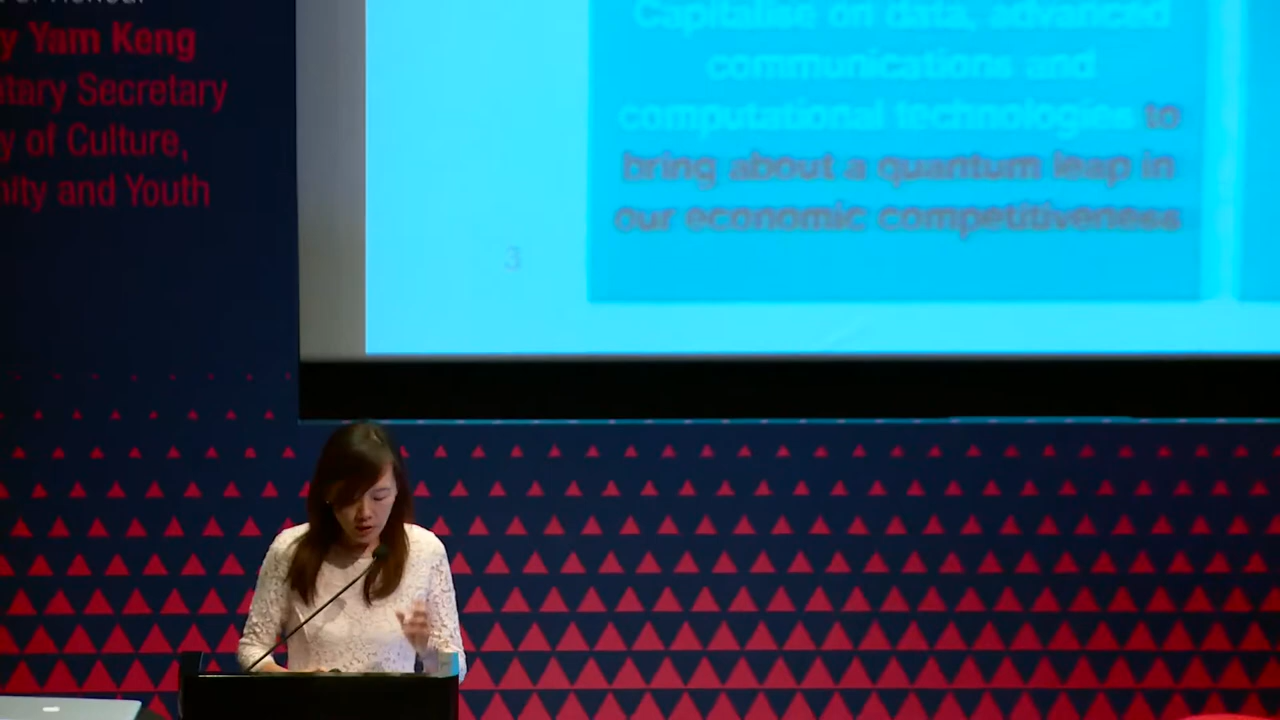 y Yam Keng
tary Secretary
y of Culture,
nity and Youth
Capitalise on data, advanced
communications and
computational technologies to
bring about a quantum leap in
our economic competitiveness
3